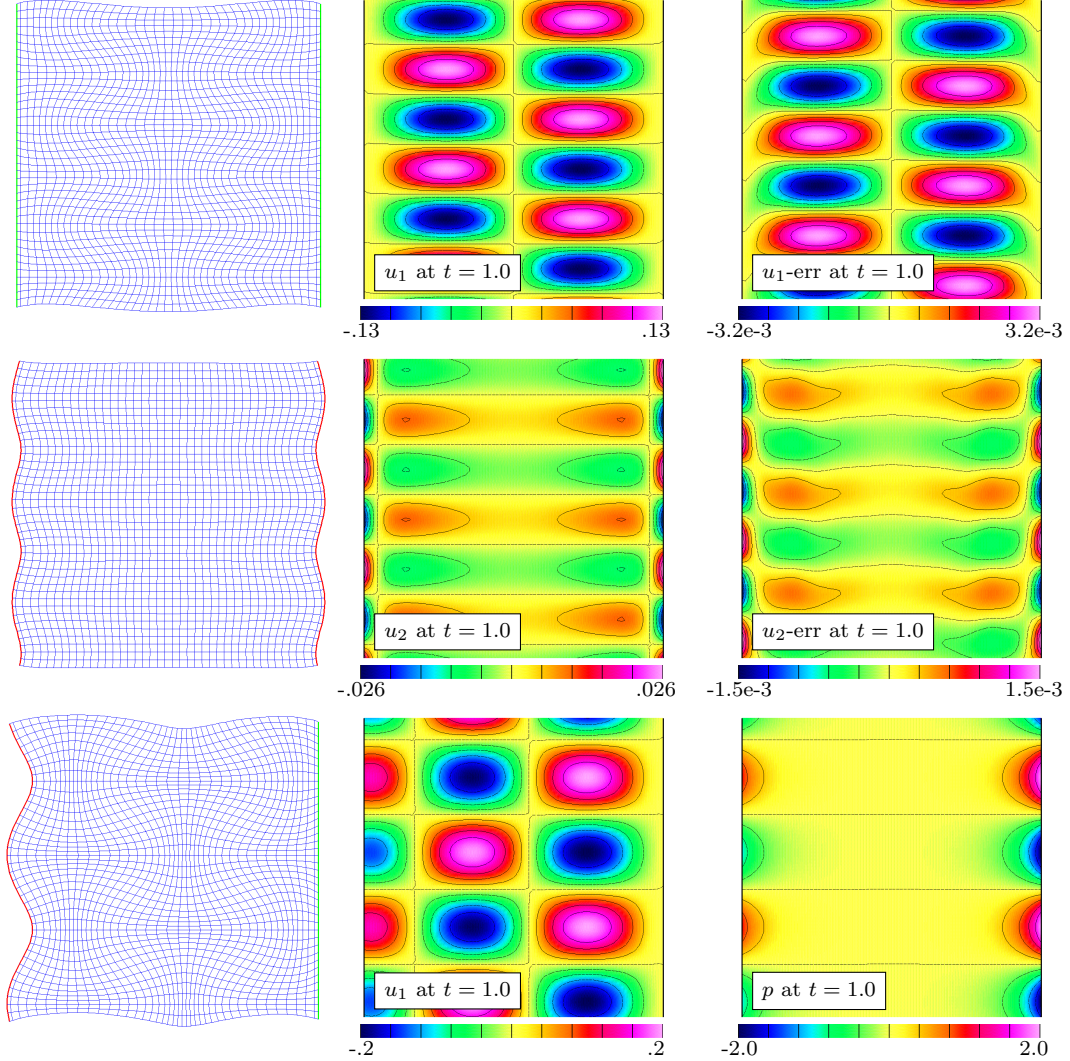 u₁ at t = 1.0
-.13 .13
u₁-err at t = 1.0
-3.2e-3 3.2e-3
u₂ at t = 1.0
-.026 .026
u₂-err at t = 1.0
-1.5e-3 1.5e-3
u₁ at t = 1.0
-.2 .2
p at t = 1.0
-2.0 2.0